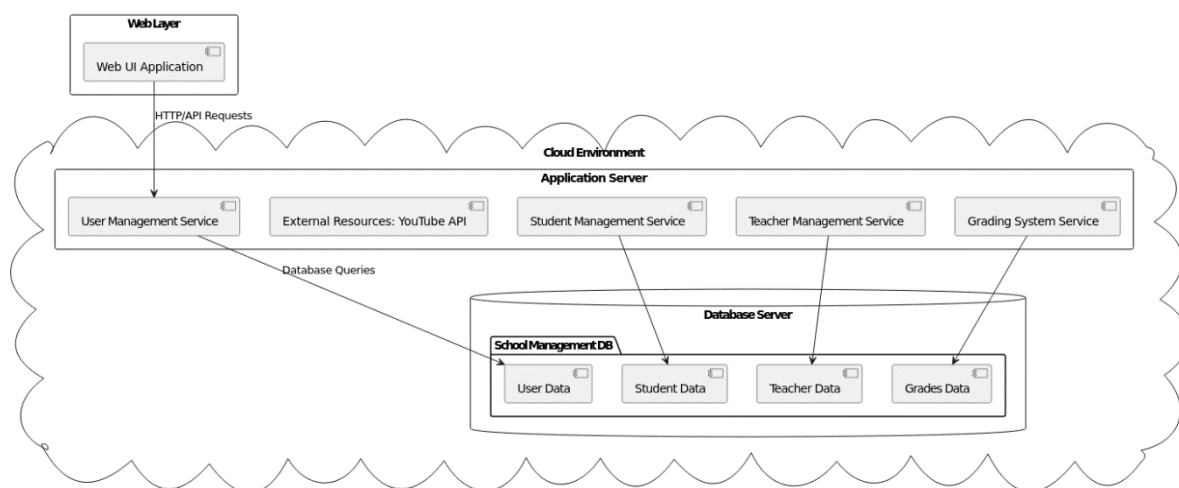 Web Layer
Web UI Application
HTTP/API Requests
Cloud Environment
Application Server
User Management Service
External Resources: YouTube API
Student Management Service
Teacher Management Service
Grading System Service
Database Queries
Database Server
School Management DB
User Data
Student Data
Teacher Data
Grades Data